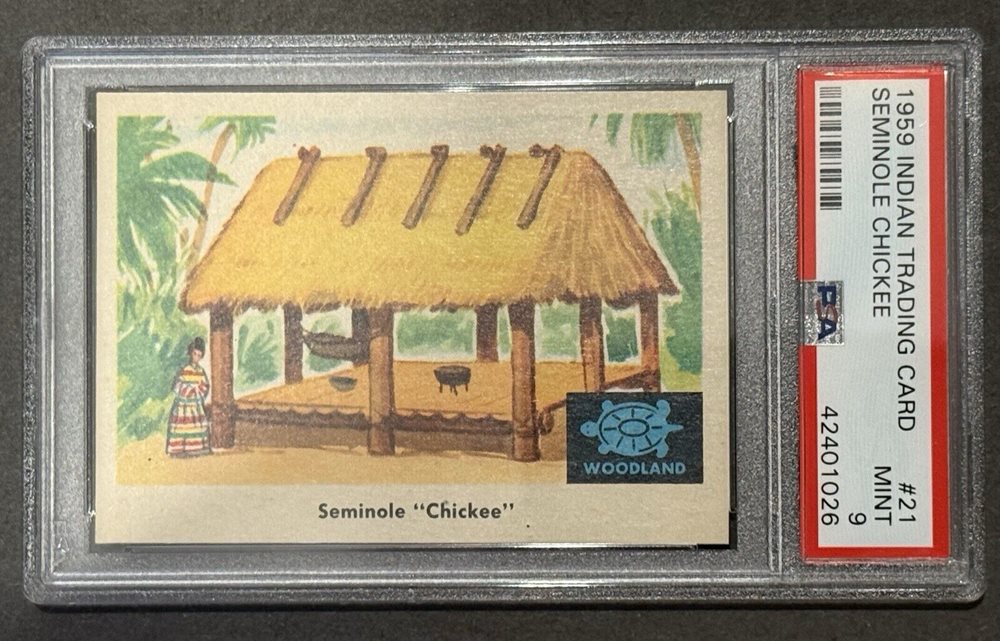 WOODLAND
Seminole "Chickee"
1959 INDIAN TRADING CARD #21
SEMINOLE CHICKEE MINT 9
PSA 42401026